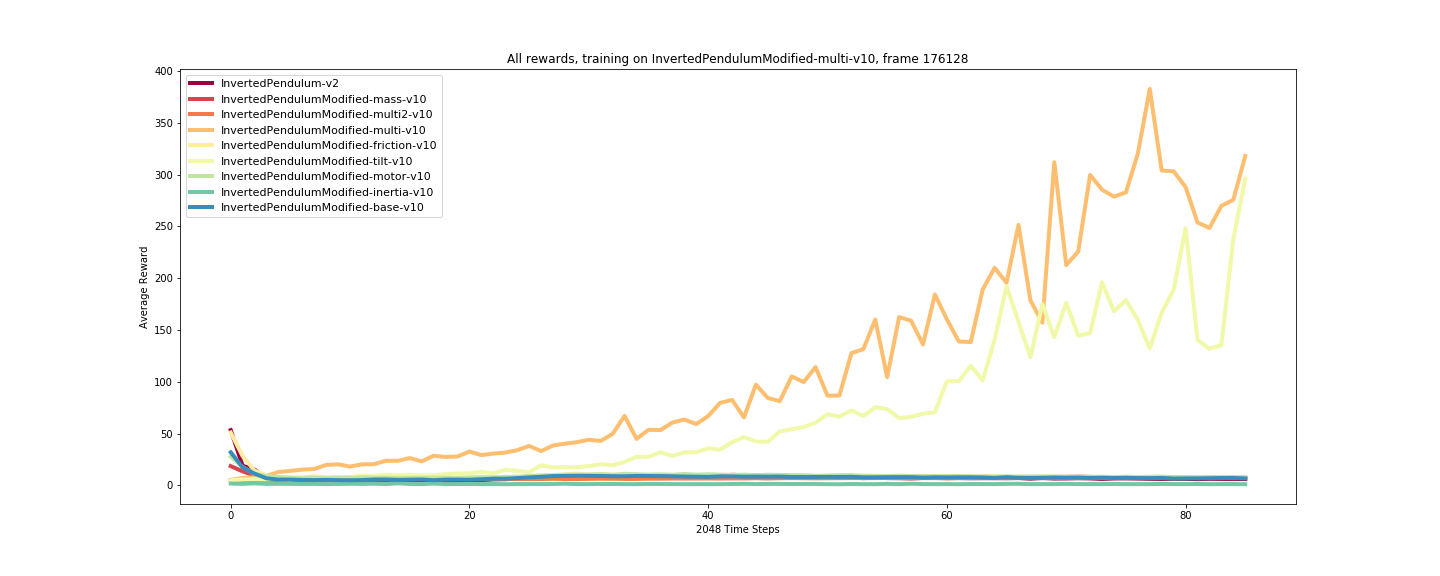 All rewards, training on InvertedPendulumModified-multi-v10, frame 176128
400
350
300
250
200
150
100
50
0
Average Reward
InvertedPendulum-v2
InvertedPendulumModified-mass-v10
InvertedPendulumModified-multi2-v10
InvertedPendulumModified-multi-v10
InvertedPendulumModified-friction-v10
InvertedPendulumModified-tilt-v10
InvertedPendulumModified-motor-v10
InvertedPendulumModified-inertia-v10
InvertedPendulumModified-base-v10
0 20 40 60 80
2048 Time Steps